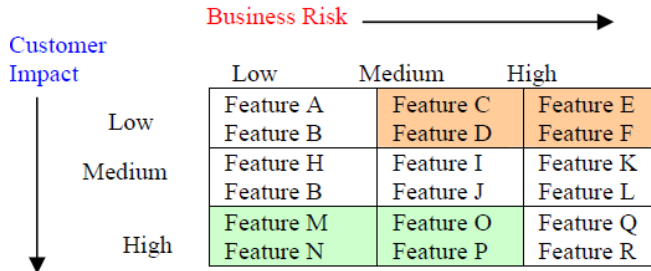 Business Risk
Customer
Impact
Low Medium High
Low
Feature A Feature C Feature E
Feature B Feature D Feature F
Medium
Feature H Feature I Feature K
Feature B Feature J Feature L
High
Feature M Feature O Feature Q
Feature N Feature P Feature R